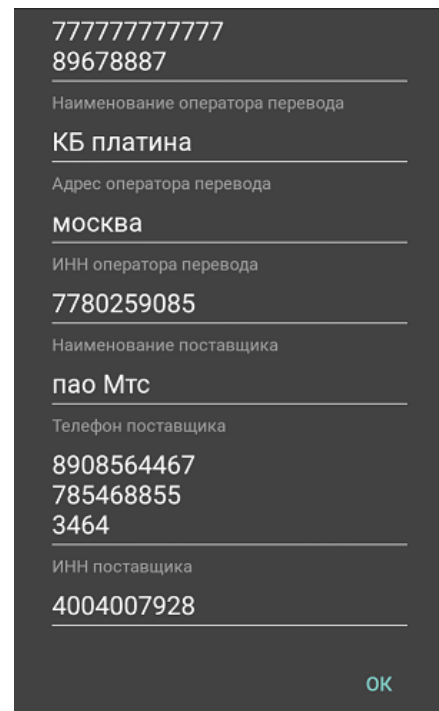 777777777777
89678887
Наименование оператора перевода
КБ платина
Адрес оператора перевода
москва
ИНН оператора перевода
7780259085
Наименование поставщика
пао Мтс
Телефон поставщика
8908564467
785468855
3464
ИНН поставщика
4004007928
ОК